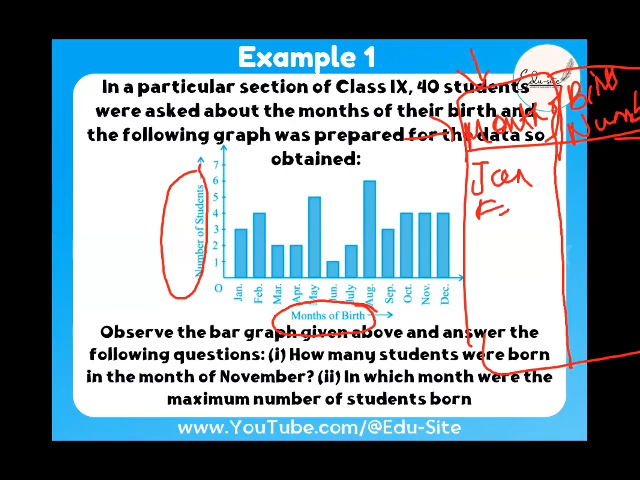 Example 1
Edu-site
In a particular section of Class IX, 40 students
were asked about the months of their birth and
the following graph was prepared for the data so
obtained:
Month
Birth
Num
Jan
F
Number of Students
7
6
5
4
3
2
1
O
Jan. Feb. Mar. Apr. May Jun. July Aug. Sep. Oct. Nov. Dec.
Months of Birth
Observe the bar graph given above and answer the
following questions: (i) How many students were born
in the month of November? (ii) In which month were the
maximum number of students born
www.YouTube.com/@Edu-Site